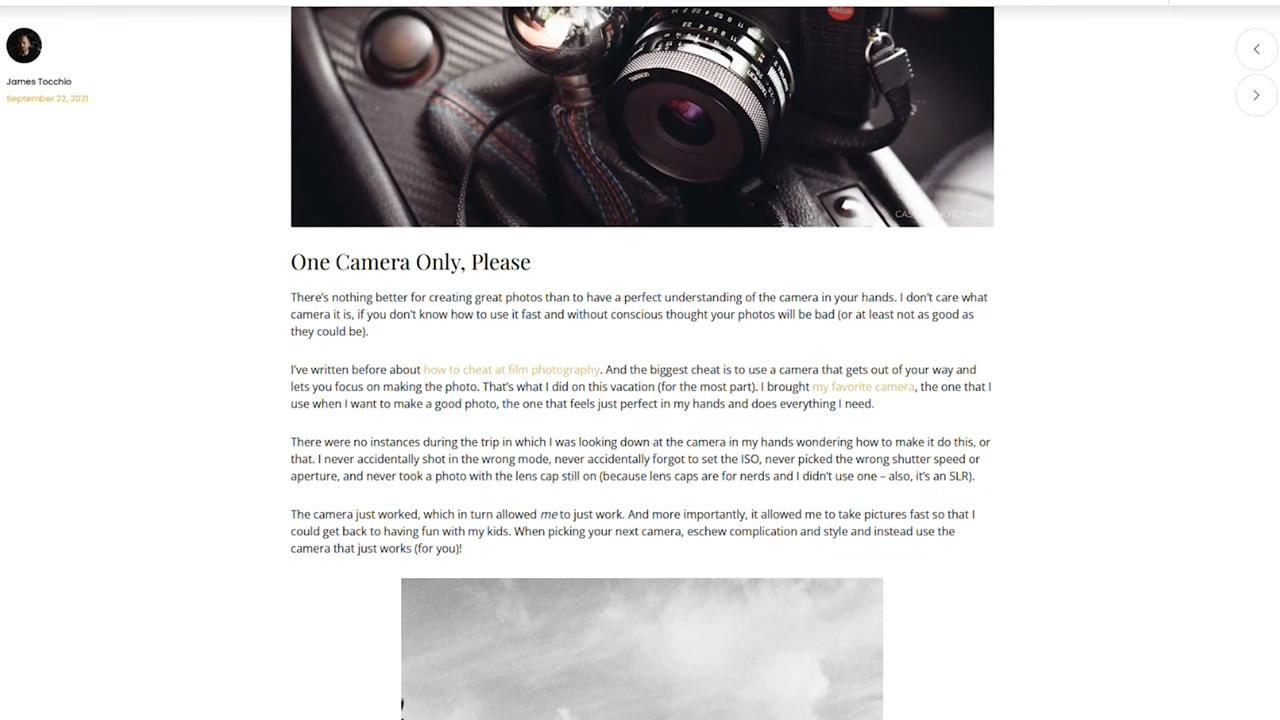 James Tocchio
September 22, 2021
One Camera Only, Please
There's nothing better for creating great photos than to have a perfect understanding of the camera in your hands. I don't care what
camera it is, if you don't know how to use it fast and without conscious thought your photos will be bad (or at least not as good as
they could be).
I've written before about how to cheat at film photography. And the biggest cheat is to use a camera that gets out of your way and
lets you focus on making the photo. That's what I did on this vacation (for the most part). I brought my favorite camera, the one that I
use when I want to make a good photo, the one that feels just perfect in my hands and does everything I need.
There were no instances during the trip in which I was looking down at the camera in my hands wondering how to make it do this, or
that. I never accidentally shot in the wrong mode, never accidentally forgot to set the ISO, never picked the wrong shutter speed or
aperture, and never took a photo with the lens cap still on (because lens caps are for nerds and I didn't use one – also, it's an SLR).
The camera just worked, which in turn allowed me to just work. And more importantly, it allowed me to take pictures fast so that I
could get back to having fun with my kids. When picking your next camera, eschew complication and style and instead use the
camera that just works (for you)!